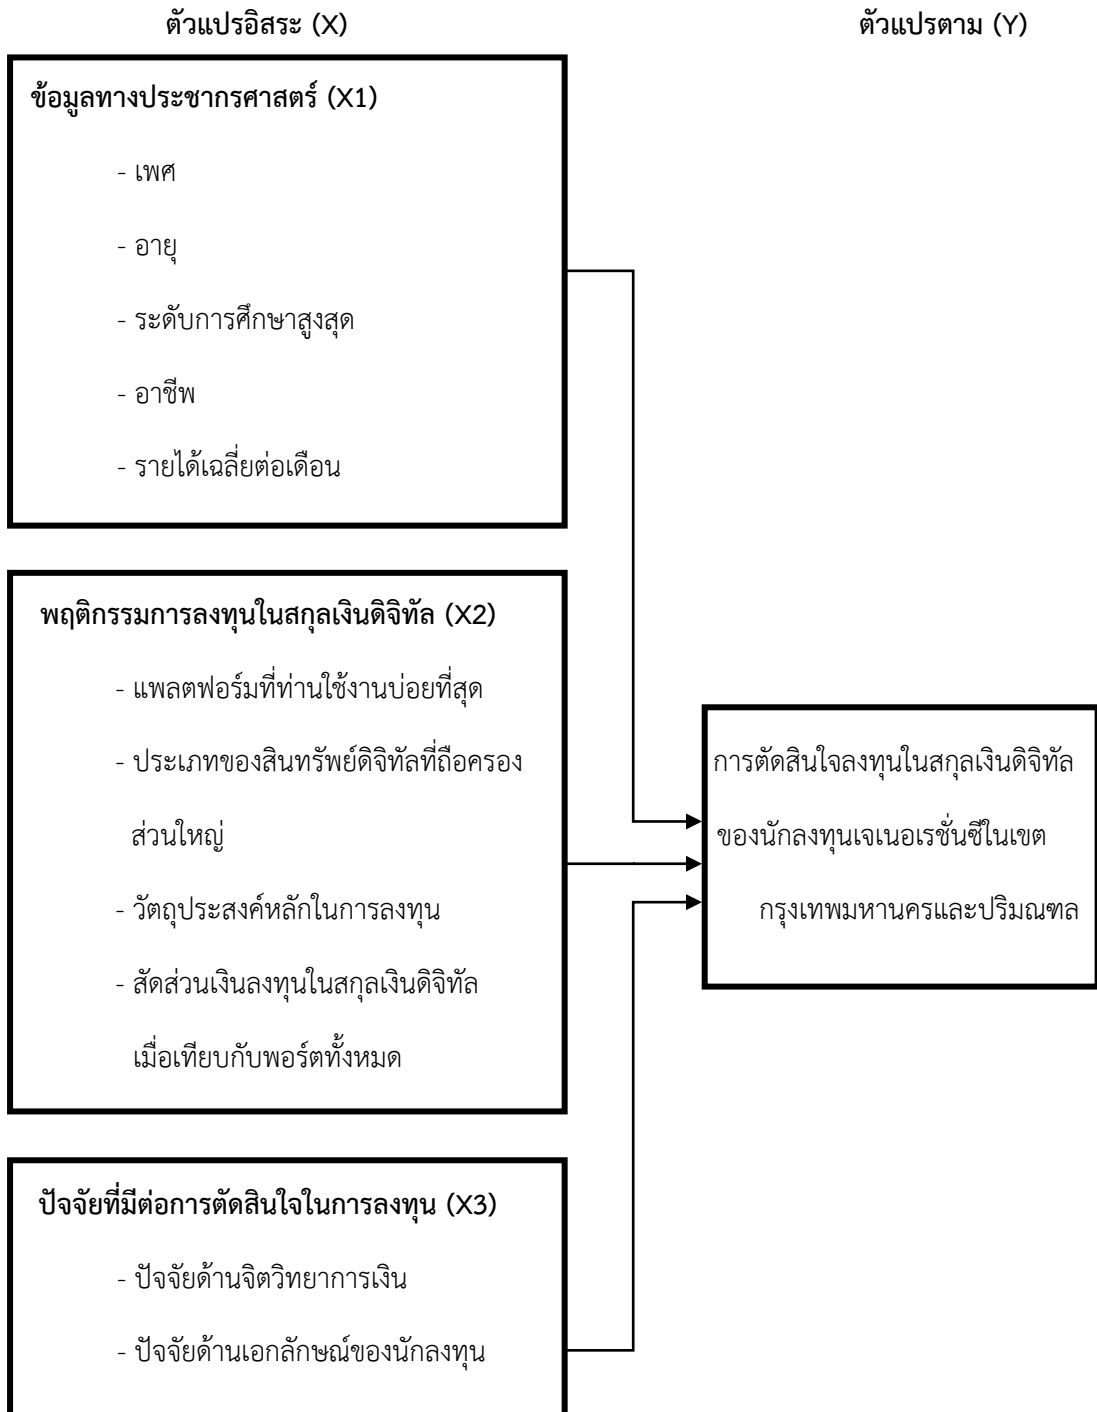 ตัวแปรอิสระ (X)
ตัวแปรตาม (Y)
ข้อมูลทางประชากรศาสตร์ (X1)
- เพศ
- อายุ
- ระดับการศึกษาสูงสุด
- อาชีพ
- รายได้เฉลี่ยต่อเดือน
พฤติกรรมการลงทุนในสกุลเงินดิจิทัล (X2)
- แพลตฟอร์มที่ท่านใช้งานบ่อยที่สุด
- ประเภทของสินทรัพย์ดิจิทัลที่ถือครอง
ส่วนใหญ่
- วัตถุประสงค์หลักในการลงทุน
- สัดส่วนเงินลงทุนในสกุลเงินดิจิทัล
เมื่อเทียบกับพอร์ตทั้งหมด
การตัดสินใจลงทุนในสกุลเงินดิจิทัล
ของนักลงทุนเจเนอเรชั่นซีในเขต
กรุงเทพมหานครและปริมณฑล
ปัจจัยที่มีต่อการตัดสินใจในการลงทุน (X3)
- ปัจจัยด้านจิตวิทยาการเงิน
- ปัจจัยด้านเอกลักษณ์ของนักลงทุน